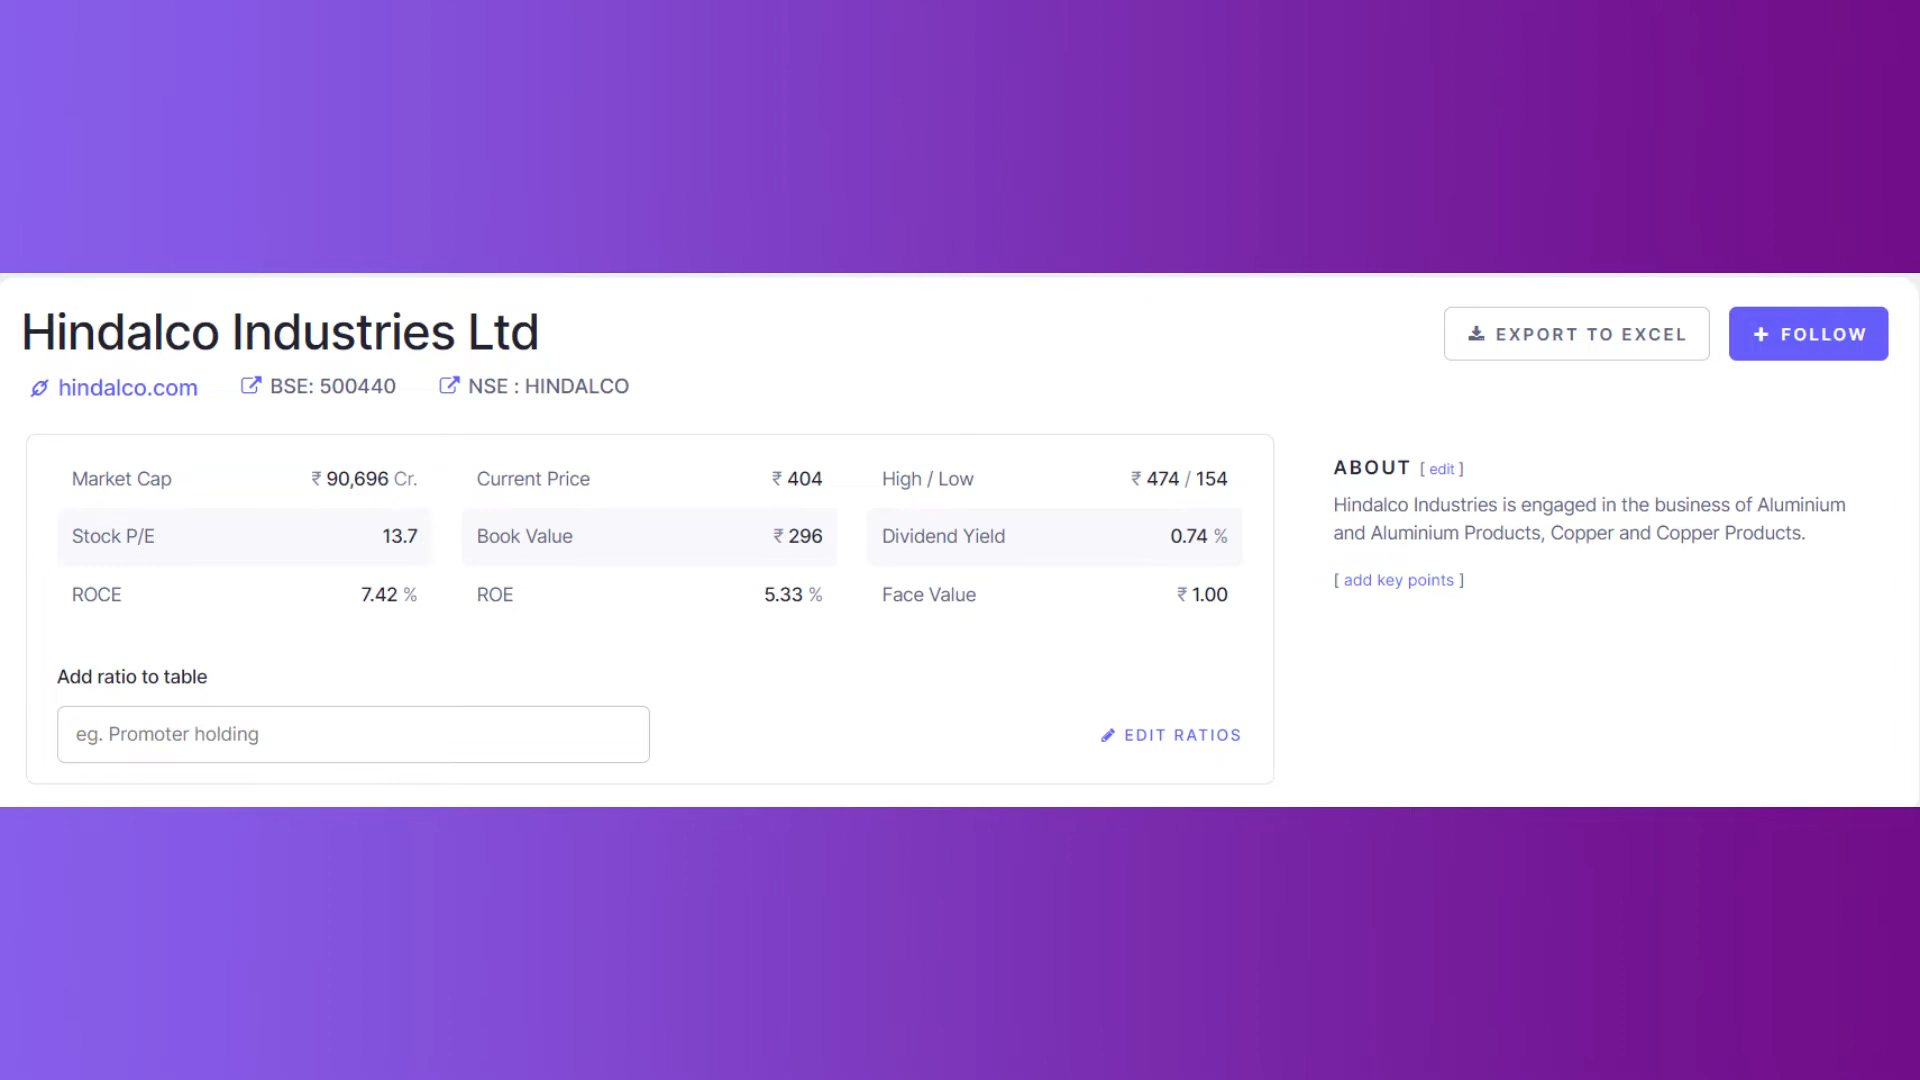 Hindalco Industries Ltd
EXPORT TO EXCEL
+ FOLLOW
hindalco.com BSE: 500440 NSE : HINDALCO
Market Cap ₹ 90,696 Cr. Current Price ₹ 404 High / Low ₹ 474 / 154
Stock P/E 13.7 Book Value ₹ 296 Dividend Yield 0.74 %
ROCE 7.42 % ROE 5.33 % Face Value ₹ 1.00
Add ratio to table
eg. Promoter holding
EDIT RATIOS
ABOUT [ edit ]
Hindalco Industries is engaged in the business of Aluminium
and Aluminium Products, Copper and Copper Products.
[ add key points ]